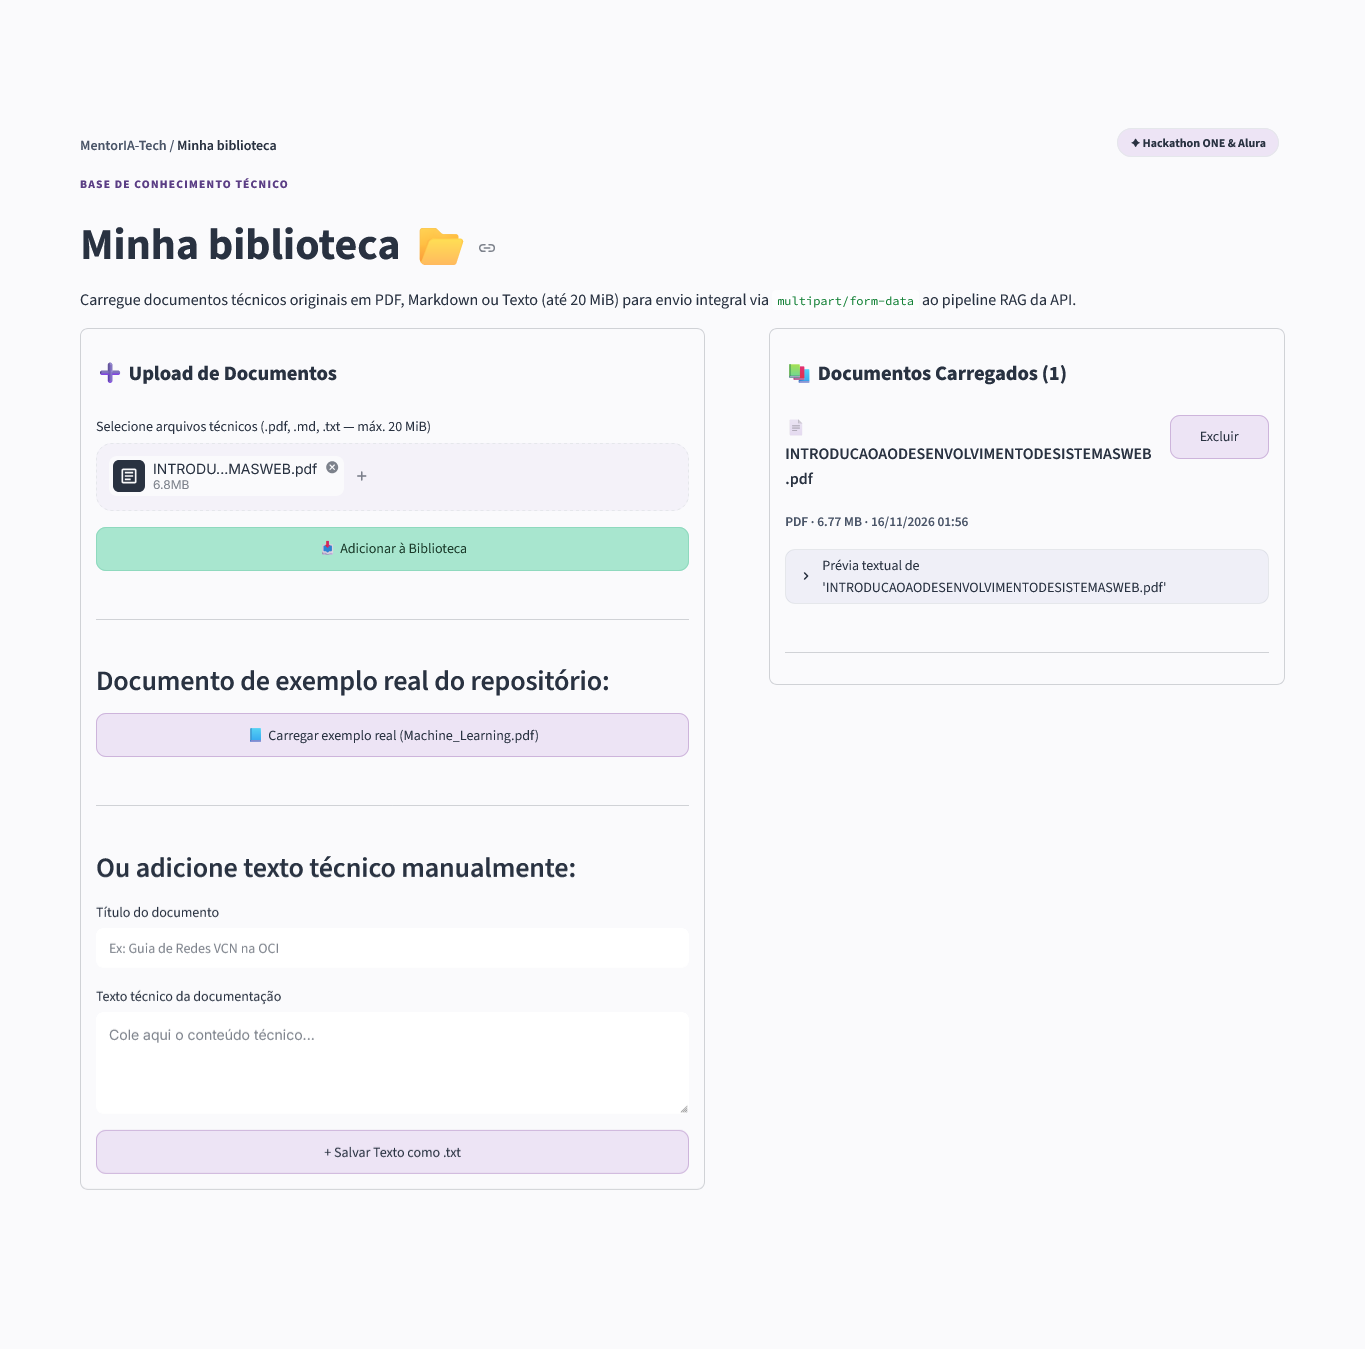 MentorIA-Tech / Minha biblioteca
✦ Hackathon ONE & Alura
BASE DE CONHECIMENTO TÉCNICO
Minha biblioteca
Carregue documentos técnicos originais em PDF, Markdown ou Texto (até 20 MiB) para envio integral via multipart/form-data ao pipeline RAG da API.
Upload de Documentos
Selecione arquivos técnicos (.pdf, .md, .txt — máx. 20 MiB)
INTRODU...MASWEB.pdf
6.8MB
Adicionar à Biblioteca
Documento de exemplo real do repositório:
Carregar exemplo real (Machine_Learning.pdf)
Ou adicione texto técnico manualmente:
Título do documento
Ex: Guia de Redes VCN na OCI
Texto técnico da documentação
Cole aqui o conteúdo técnico...
+ Salvar Texto como .txt
Documentos Carregados (1)
INTRODUCAOAODESENVOLVIMENTODESISTEMASWEB
.pdf
Excluir
PDF · 6.77 MB · 16/11/2026 01:56
Prévia textual de
'INTRODUCAOAODESENVOLVIMENTODESISTEMASWEB.pdf'